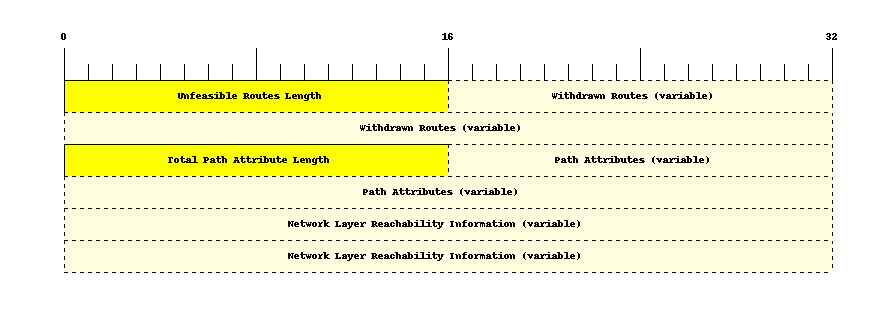 0 16 32
Unfeasible Routes Length Withdrawn Routes (variable)
Withdrawn Routes (variable)
Total Path Attribute Length Path Attributes (variable)
Path Attributes (variable)
Network Layer Reachability Information (variable)
Network Layer Reachability Information (variable)